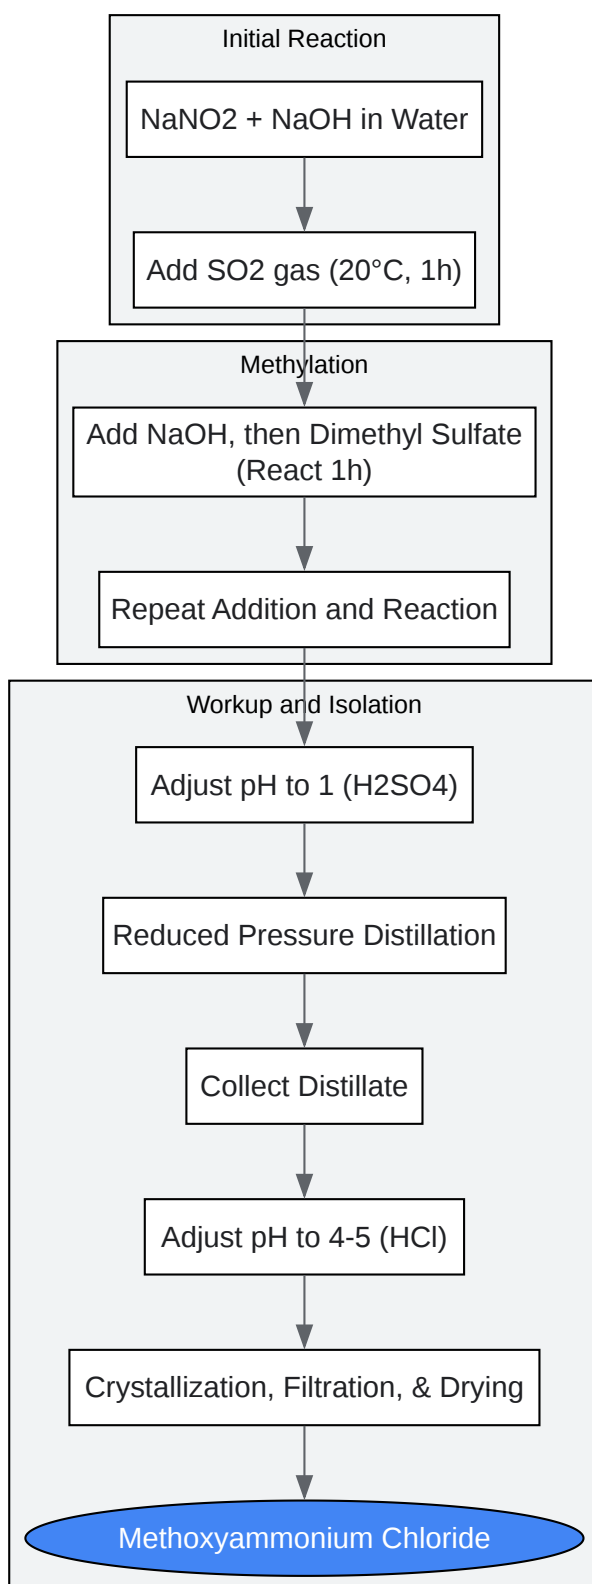 Initial Reaction
NaNO2 + NaOH in Water
Add SO2 gas (20°C, 1h)
Methylation
Add NaOH, then Dimethyl Sulfate
(React 1h)
Repeat Addition and Reaction
Workup and Isolation
Adjust pH to 1 (H2SO4)
Reduced Pressure Distillation
Collect Distillate
Adjust pH to 4-5 (HCl)
Crystallization, Filtration, & Drying
Methoxyammonium Chloride